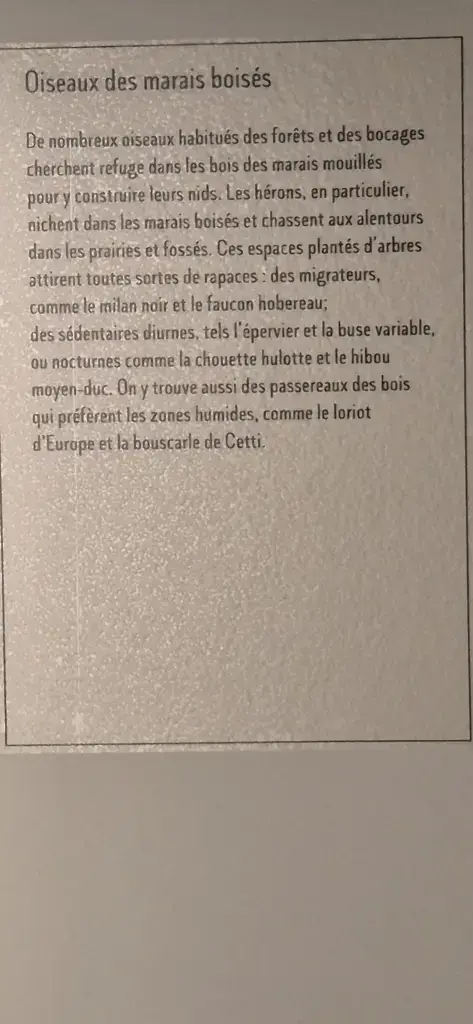 Oiseaux des marais boisés
De nombreux oiseaux habitués des forêts et des bocages
cherchent refuge dans les bois des marais mouillés
pour y construire leurs nids. Les hérons, en particulier,
nichent dans les marais boisés et chassent aux alentours
dans les prairies et fossés. Ces espaces plantés d'arbres
attirent toutes sortes de rapaces : des migrateurs,
comme le milan noir et le faucon hobereau;
des sédentaires diurnes, tels l'épervier et la buse variable,
ou nocturnes comme la chouette hulotte et le hibou
moyen-duc. On y trouve aussi des passereaux des bois
qui préfèrent les zones humides, comme le loriot
d'Europe et la bouscarle de Cetti.